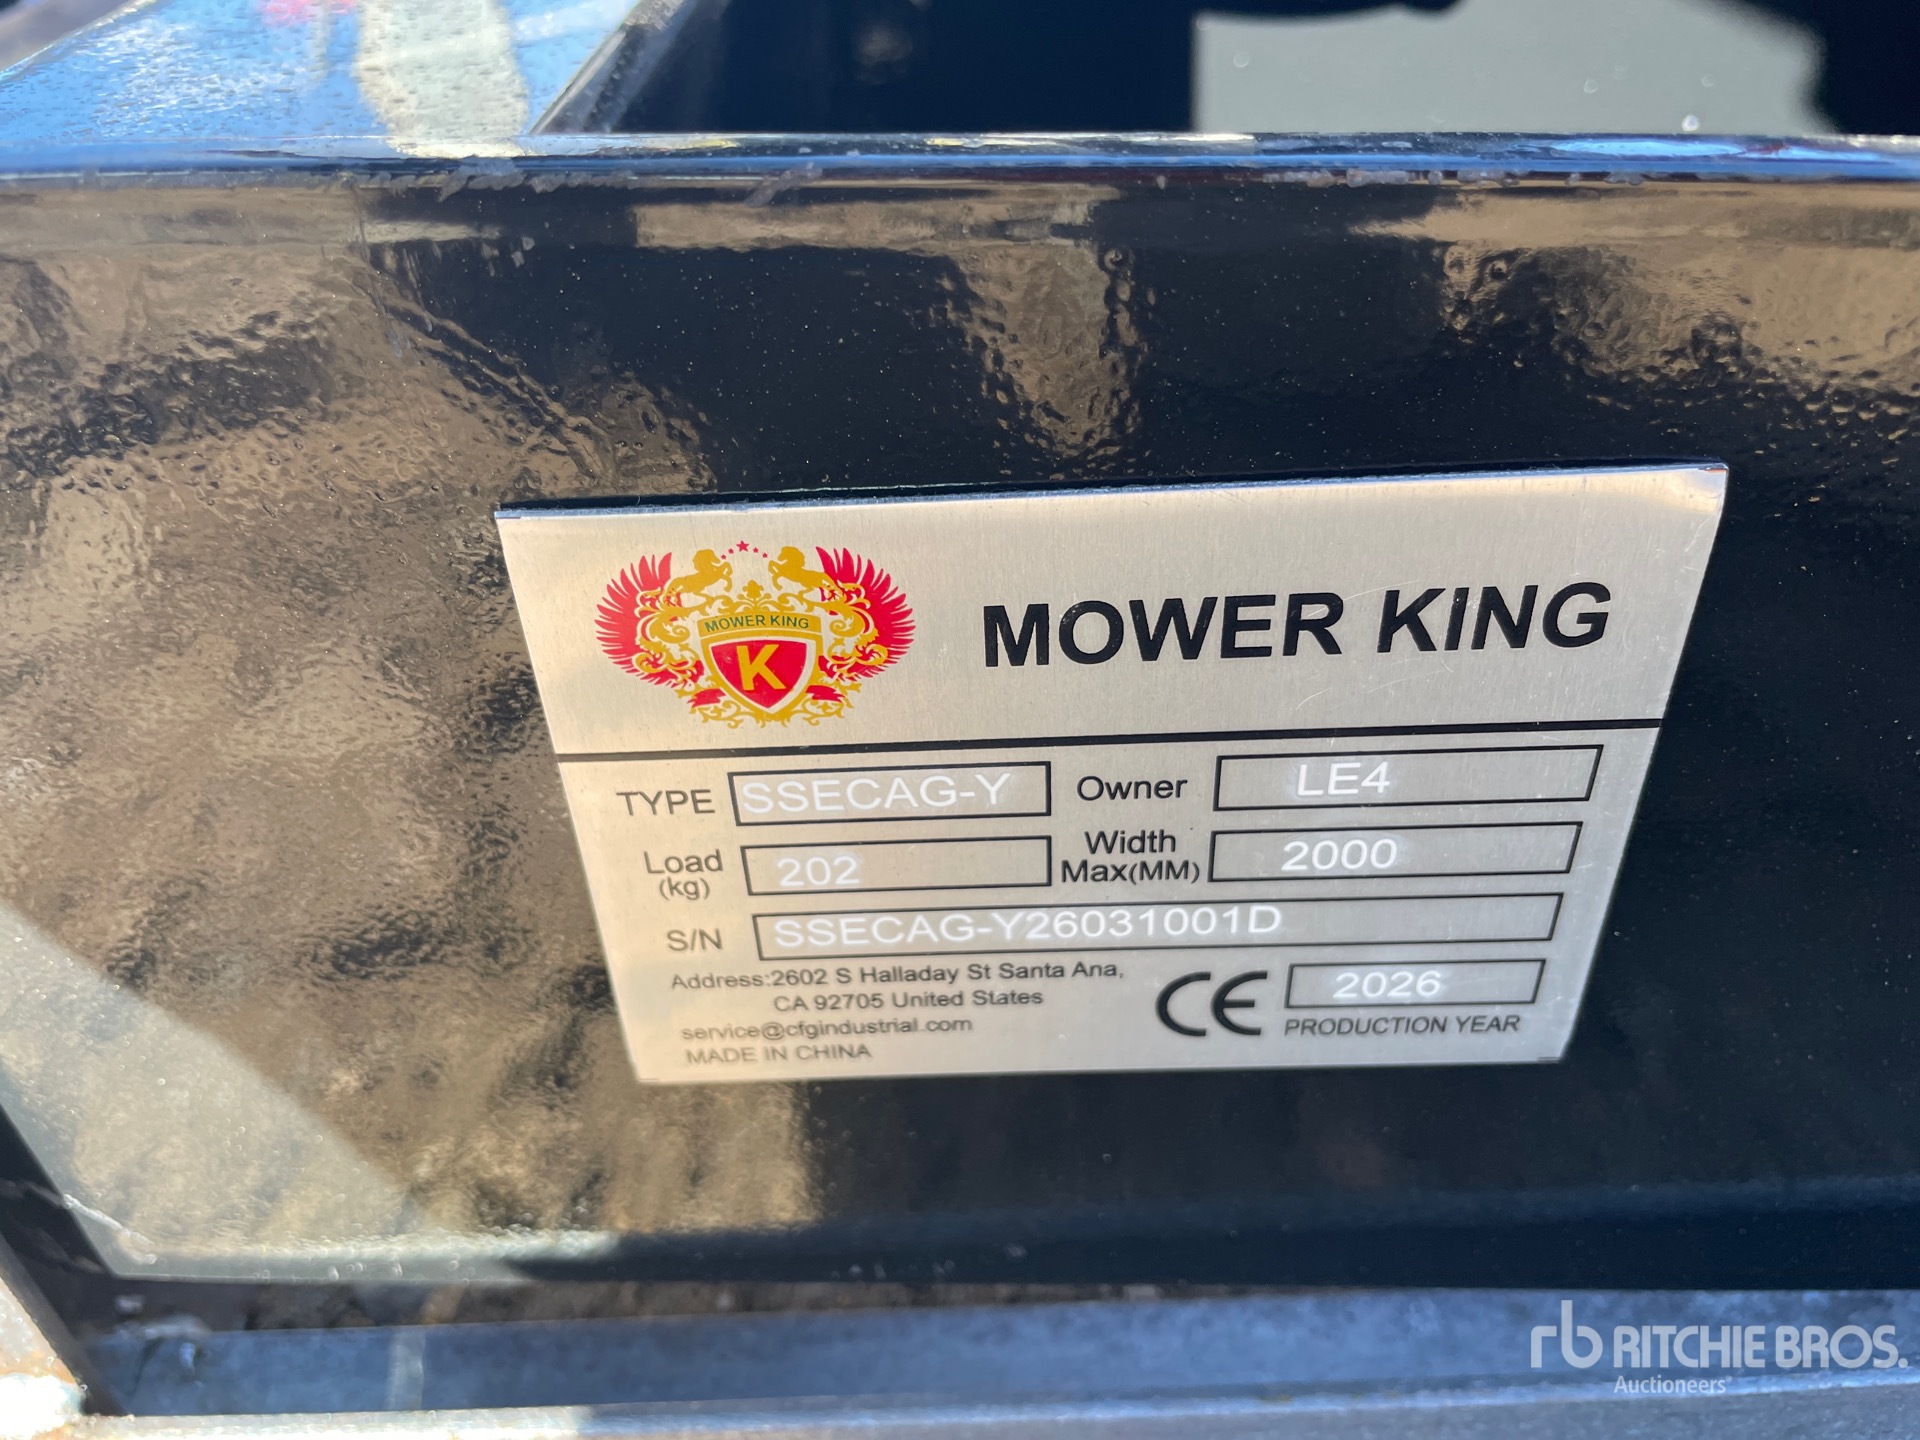 MOWER KING
K
MOWER KING
TYPE SSECAG-Y Owner LE4
Load (kg) 202 Width Max(MM) 2000
S/N SSECAG-Y26031001D
Address:2602 S Halladay St Santa Ana,
CA 92705 United States
service@cfgindustrial.com
MADE IN CHINA
CE 2026
PRODUCTION YEAR
rb RITCHIE BROS.
Auctioneers